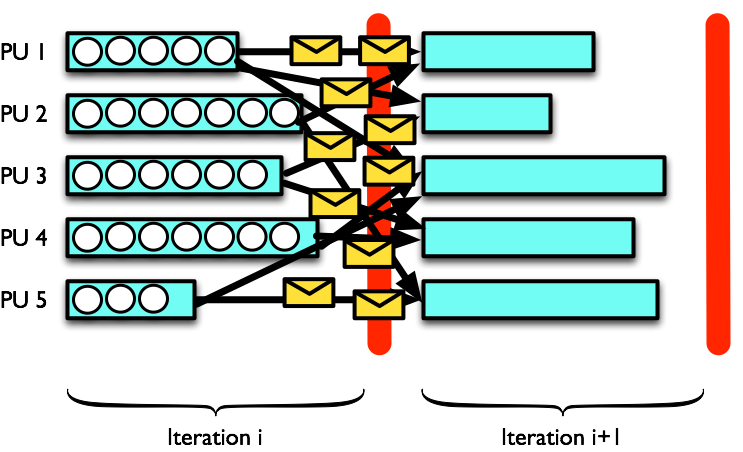 PU 1
PU 2
PU 3
PU 4
PU 5
Iteration i
Iteration i+1